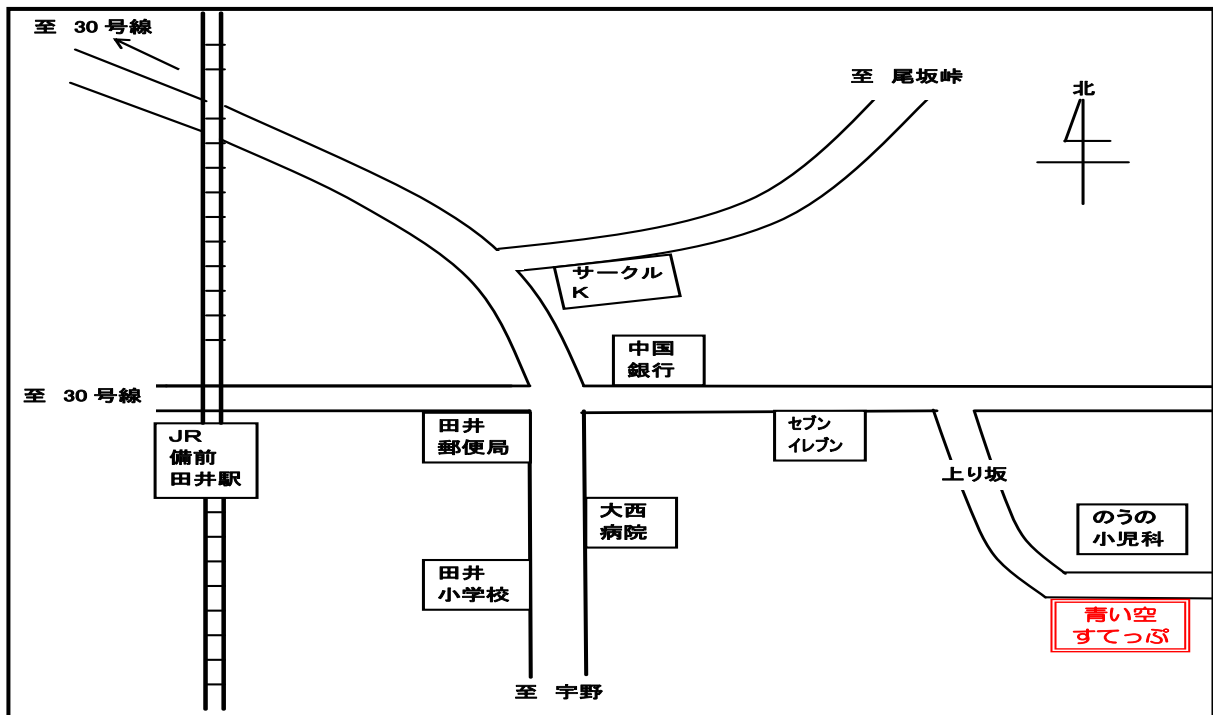 至 30号線
至 尾坂峠
北
サークル
K
中国
銀行
至 30号線
田井
郵便局
セブン
イレブン
JR
備前
田井駅
上り坂
大西
病院
のうの
小児科
田井
小学校
青い空
すてっぷ
至 宇野